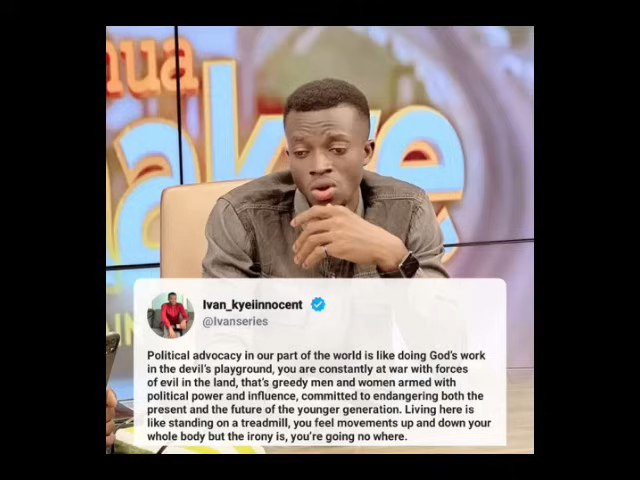 nua
ake
Ivan_kyeiinnocent
@Ivanseries
Political advocacy in our part of the world is like doing God's work
in the devil's playground, you are constantly at war with forces
of evil in the land, that's greedy men and women armed with
political power and influence, committed to endangering both the
present and the future of the younger generation. Living here is
like standing on a treadmill, you feel movements up and down your
whole body but the irony is, you're going no where.